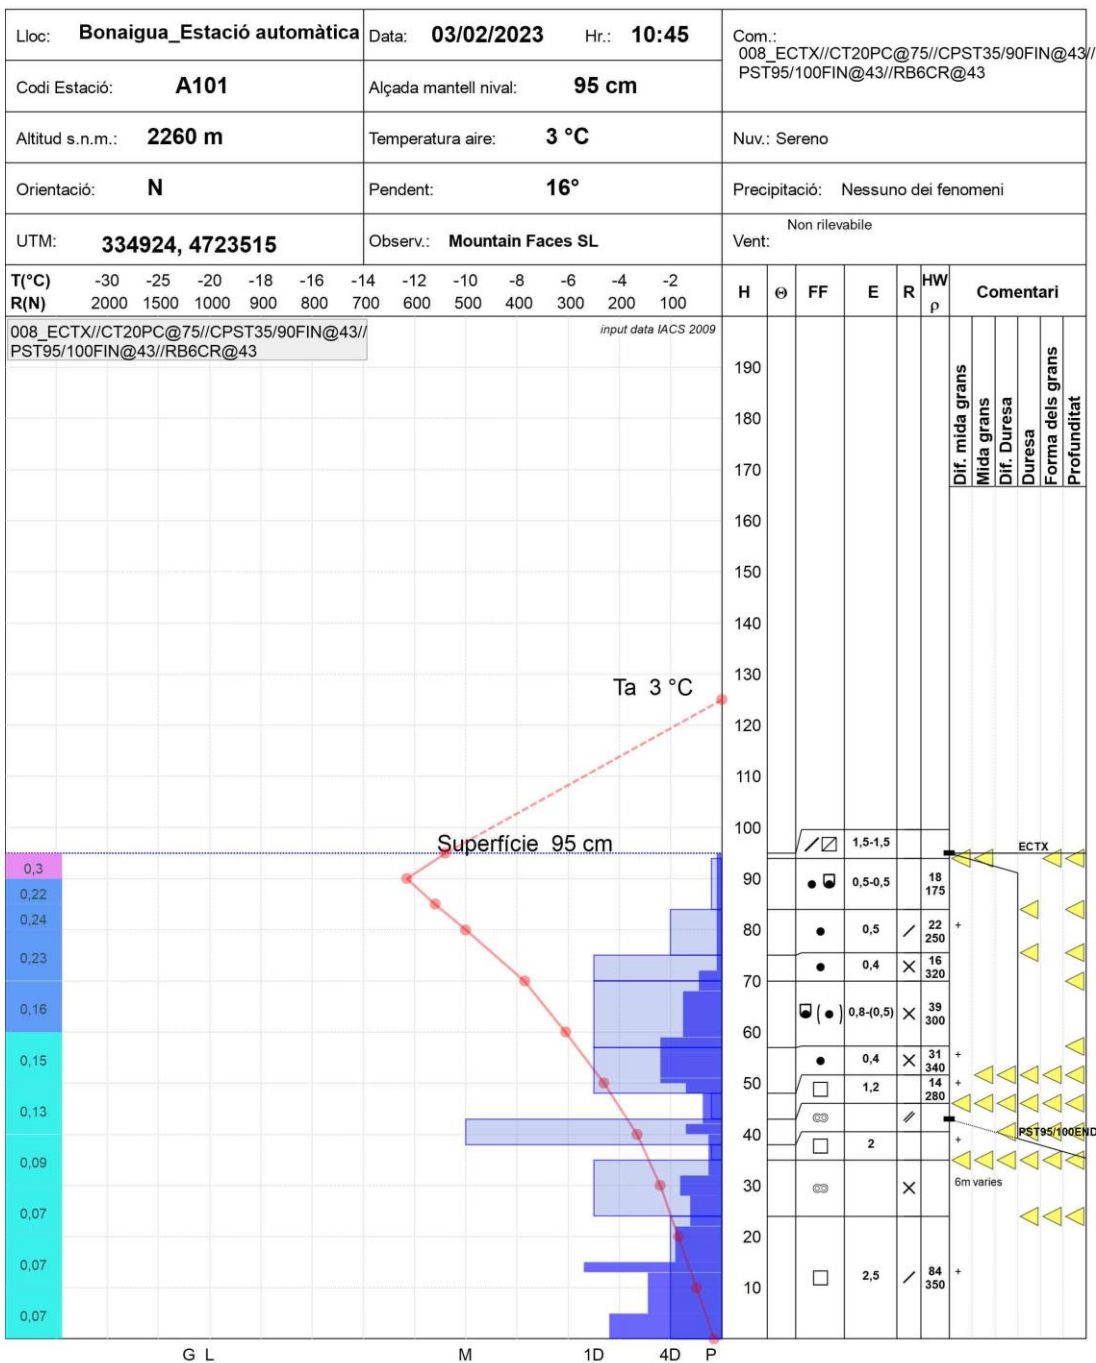 Lloc: Bonaigua_Estació automàtica Data: 03/02/2023 Hr.: 10:45 Com.:
008_ECTX//CT20PC@75//CPST35/90FIN@43//
PST95/100FIN@43//RB6CR@43
Codi Estació: A101 Alçada mantell nival: 95 cm
Altitud s.n.m.: 2260 m Temperatura aire: 3 °C Nuv.: Sereno
Orientació: N Pendent: 16° Precipitació: Nessuno dei fenomeni
UTM: 334924, 4723515 Observ.: Mountain Faces SL Vent: Non rilevabile
T(°C) -30 -25 -20 -18 -16 -14 -12 -10 -8 -6 -4 -2
R(N) 2000 1500 1000 900 800 700 600 500 400 300 200 100
H Θ FF E R HW ρ Comentari
008_ECTX//CT20PC@75//CPST35/90FIN@43//
PST95/100FIN@43//RB6CR@43
input data IACS 2009
Dif. mida grans
Mida grans
Dif. Duresa
Duresa
Forma dels grans
Profunditat
190
180
170
160
150
140
130
Ta 3 °C
120
110
100
Superfície 95 cm
1,5-1,5
ECTX
0,3
90
0,5-0,5
18
175
0,22
0,24
80
0,5
22
250
+
0,23
0,4
16
320
70
0,16
0,8-(0,5)
39
300
60
0,15
0,4
31
340
+
50
1,2
14
280
+
0,13
40
PST95/100END
2
+
0,09
30
6m varies
0,07
20
0,07
2,5
84
350
+
10
0,07
G L M 1D 4D P